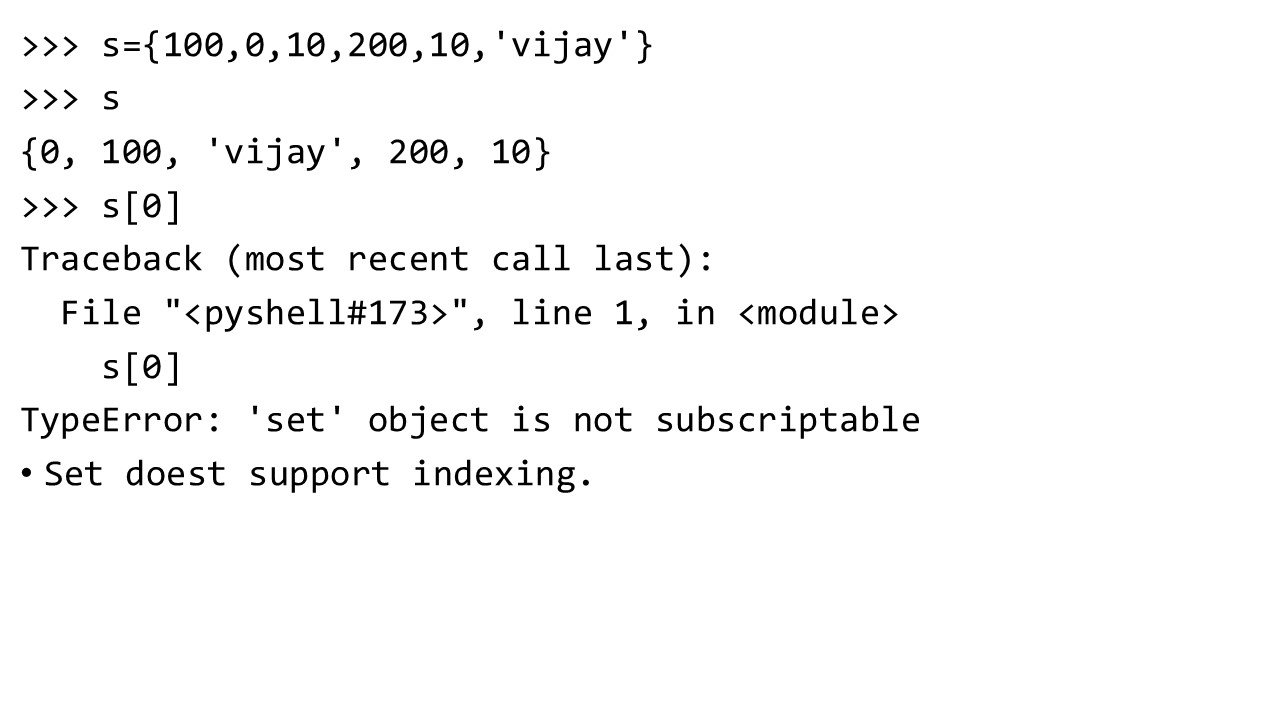 >>> s={100,0,10,200,10,'vijay'}
>>> s
{0, 100, 'vijay', 200, 10}
>>> s[0]
Traceback (most recent call last):
  File "<pyshell#173>", line 1, in <module>
    s[0]
TypeError: 'set' object is not subscriptable
• Set doest support indexing.